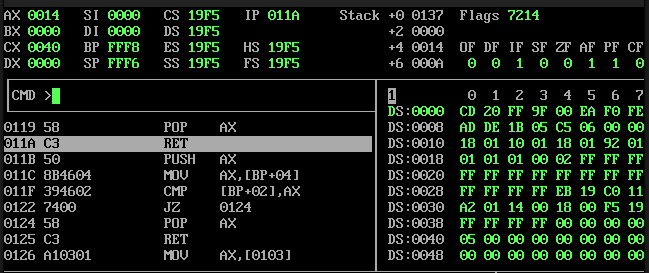 AX 0014 SI 0000 CS 19F5 IP 011A Stack +0 0137 Flags 7214
BX 0000 DI 0000 DS 19F5 +2 0000
CX 0040 BP FFF8 ES 19F5 HS 19F5 +4 0014 OF DF IF SF ZF AF PF CF
DX 0000 SP FFF6 SS 19F5 FS 19F5 +6 000A 0 0 1 0 0 1 1 0
CMD >
1 0 1 2 3 4 5 6 7
DS:0000 CD 20 FF 9F 00 EA F0 FE
0119 58 POP AX DS:0008 AD DE 1B 05 C5 06 00 00
011A C3 RET DS:0010 18 01 10 01 18 01 92 01
011B 50 PUSH AX DS:0018 01 01 01 00 02 FF FF FF
011C 8B4604 MOV AX,[BP+04] DS:0020 FF FF FF FF FF FF FF FF
011F 394602 CMP [BP+02],AX DS:0028 FF FF FF FF EB 19 C0 11
0122 7400 JZ 0124 DS:0030 A2 01 14 00 18 00 F5 19
0124 58 POP AX DS:0038 FF FF FF FF 00 00 00 00
0125 C3 RET DS:0040 05 00 00 00 00 00 00 00
0126 A10301 MOV AX,[0103] DS:0048 00 00 00 00 00 00 00 00